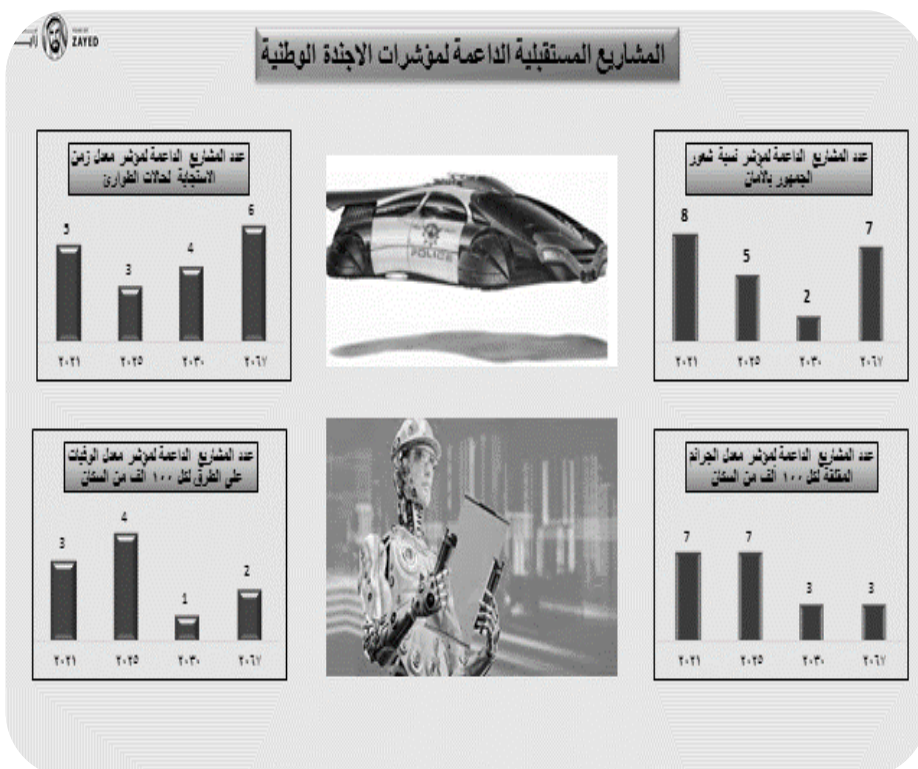 YEAR OF
ZAYED
المشاريع المستقبلية الداعمة لمؤشرات الاجندة الوطنية
عدد المشاريع الداعمة لمؤشر نسبة شعور
الجمهور بالأمان
8
5
2
7
٢٠٢١
٢٠٢٥
٢٠٣٠
٢٠٦٧
عدد المشاريع الداعمة لمؤشر معدل زمن
الاستجابة لحالات الطوارئ
5
3
4
6
٢٠٢١
٢٠٢٥
٢٠٣٠
٢٠٦٧
POLICE
عدد المشاريع الداعمة لمؤشر معدل الجرائم
المقلقة لكل ١٠٠ ألف من السكان
7
7
3
3
٢٠٢١
٢٠٢٥
٢٠٣٠
٢٠٦٧
عدد المشاريع الداعمة لمؤشر معدل الوفيات
على الطرق لكل ١٠٠ ألف من السكان
3
4
1
2
٢٠٢١
٢٠٢٥
٢٠٣٠
٢٠٦٧